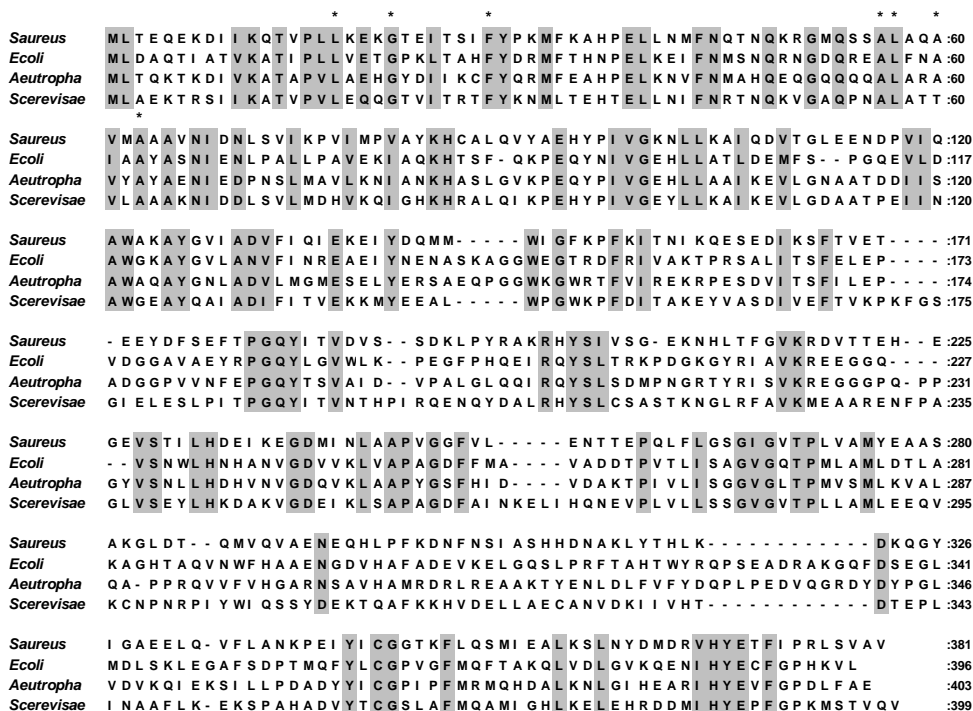 * * * * * *
Saureus MLTEQEKDIIKQTVPLLKEKGTEITSIFYPKMFKAHPELLNMFNQTNQKRGMQSSALAQA :60
Ecoli MLDAQTIATVKATIPLLVETGPKLTAHFYDRMFTHNPELKEIFNMSNQRNGDQREALFNA :60
Aeutropha MLTQKTKDIVKATAPVLAEHGYDIIKCFYQRMFEAHPELKNVFNMAHQEQGQQQQALARA :60
Scerevisae MLAEKTRSIIKATVPVLEQQGTVITRTFYKNMLTEHTELLNIFNRTNQKVGAQPNALATT :60
*
Saureus VMAAAVNIDNLSVIKPVIMPVAYKHCALQVYAEHYPIVGKNLLKAIQDVTGLEENDPVIQ :120
Ecoli IAAYASNIENLPALLPAVEKIAQKHTSF-QKPEQYNIVGEHLLATLDEMFS--PGQEVLD :117
Aeutropha VYAYAENIEDPNSLMAVLKNIANKHASLGVKPEQYPIVGEHLLAAIKEVLGNAATDDIIS :120
Scerevisae VLAAAKNIDDLSVLMDHVKQIGHKHRALQIKPEHYPIVGEYLLKAIKEVLGDAATPEIIN :120
Saureus AWAKAYGVIADVFIQIEKEIYDQMM-----WIGFKPFKITNIKQESEDIKSFTVET---- :171
Ecoli AWGKAYGVLANVFINREAEIYNENASKAGGWEGTRDFRIVAKTPRSALITSFELEP---- :173
Aeutropha AWAQAYGNLADVLMGMESELYERSAEQPGGWKGWRTFVIREKRPESDVITSFILEP---- :174
Scerevisae AWGEAYQAIADIFITVEKKMYEEAL-----WPGWKPFDITAKEYVASDIVEFTVKPKFGS :175
Saureus -EEYDFSEFTPGQYITVDVS--SDKLPYRAKRHYSIVSG-EKNHLTFGVKRDVTTEH--E :225
Ecoli VDGGAVAEYRPGQYLGVWLK--PEGFPHQEIRQYSLTRKPDGKGYRIAVKREEGGQ---- :227
Aeutropha ADGGPVVNFEPGQYTSVAID--VPALGLQQIRQYSLSDMPNGRTYRISVKREGGGPQ-PP :231
Scerevisae GIELESLPITPGQYITVNTHPIRQENQYDALRHYSLCSASTKNGLRFAVKMEAARENFPA :235
Saureus GEVSTILHDEIKEGDMINLAAPVGGFVL----ENTTEPQLFLGSGIGVTPLVAMYEAAS :280
Ecoli --VSNWLHNHANVGDVVKLVAPAGDFFMA----VADDTPVTLISAGVGQTPMLAMLDTLA :281
Aeutropha GYVSNLLHDHVNVGDQVKLAAPYGSFHID----VDAKTPIVLISGGVGLTPMVSMLKVAL :287
Scerevisae GLVSEYLHKDAKVGDEIKLSAPAGDFAINKELIHQNEVPLVLLSSGVGVTPLLAMLEEQV :295
Saureus AKGLDT--QMVQVAENEQHLPFKDNFNSIASHHDNAKLYTHLK------------DKQGY :326
Ecoli KAGHTAQVNWFHAAENGDVHAFADEVKELGQSLPRFTAHTWYRQPSEADRAKGQFDSEGL :341
Aeutropha QA-PPRQVVFVHGARNSAVHAMRDRLREAAKTYENLDLFVFYDQPLPEDVQGRDYDYPGL :346
Scerevisae KCNPNRPIYWIQSSYDEKTQAFKKHVDELLAECANVDKIIVHT------------DTEPL :343
Saureus IGAEELQ-VFLANKPEIYICGGTKFLQSMIEALKSLNYDMDRVHYETFIPRLSVAV :381
Ecoli MDLSKLEGAFSDPTMQFYLCGPVGFMQFTAKQLVDLGVKQENIHYECFGPHKVL :396
Aeutropha VDVKQIEKSILLPDADYYICGPIPFMRMQHDALKNLGIHEARIHYEVFGPDLFAE :403
Scerevisae INAAFLK-EKSPAHADVYTCGSLAFMQAMIGHLKELEHRDDMIHYEPFGPKMSTVQV :399